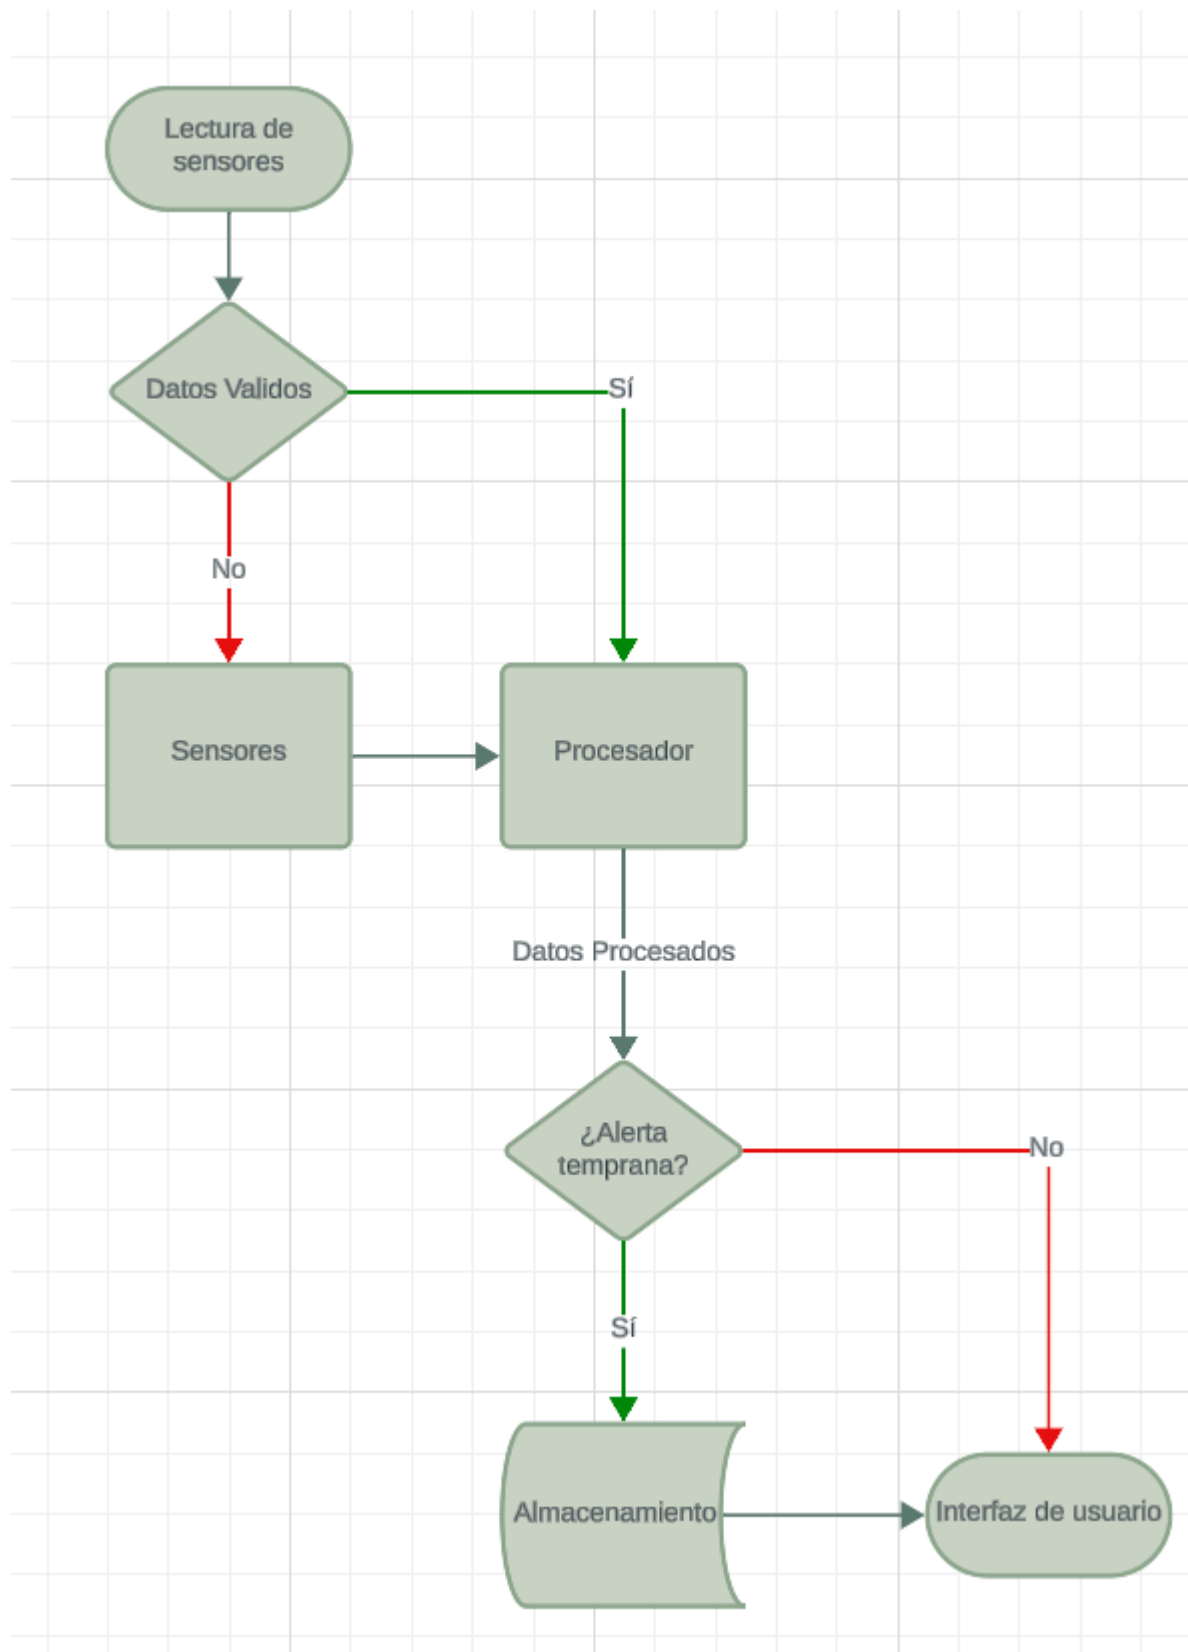 Lectura de
sensores
Datos Validos
Sí
No
Sensores
Procesador
Datos Procesados
¿Alerta
temprana?
No
Sí
Almacenamiento
Interfaz de usuario